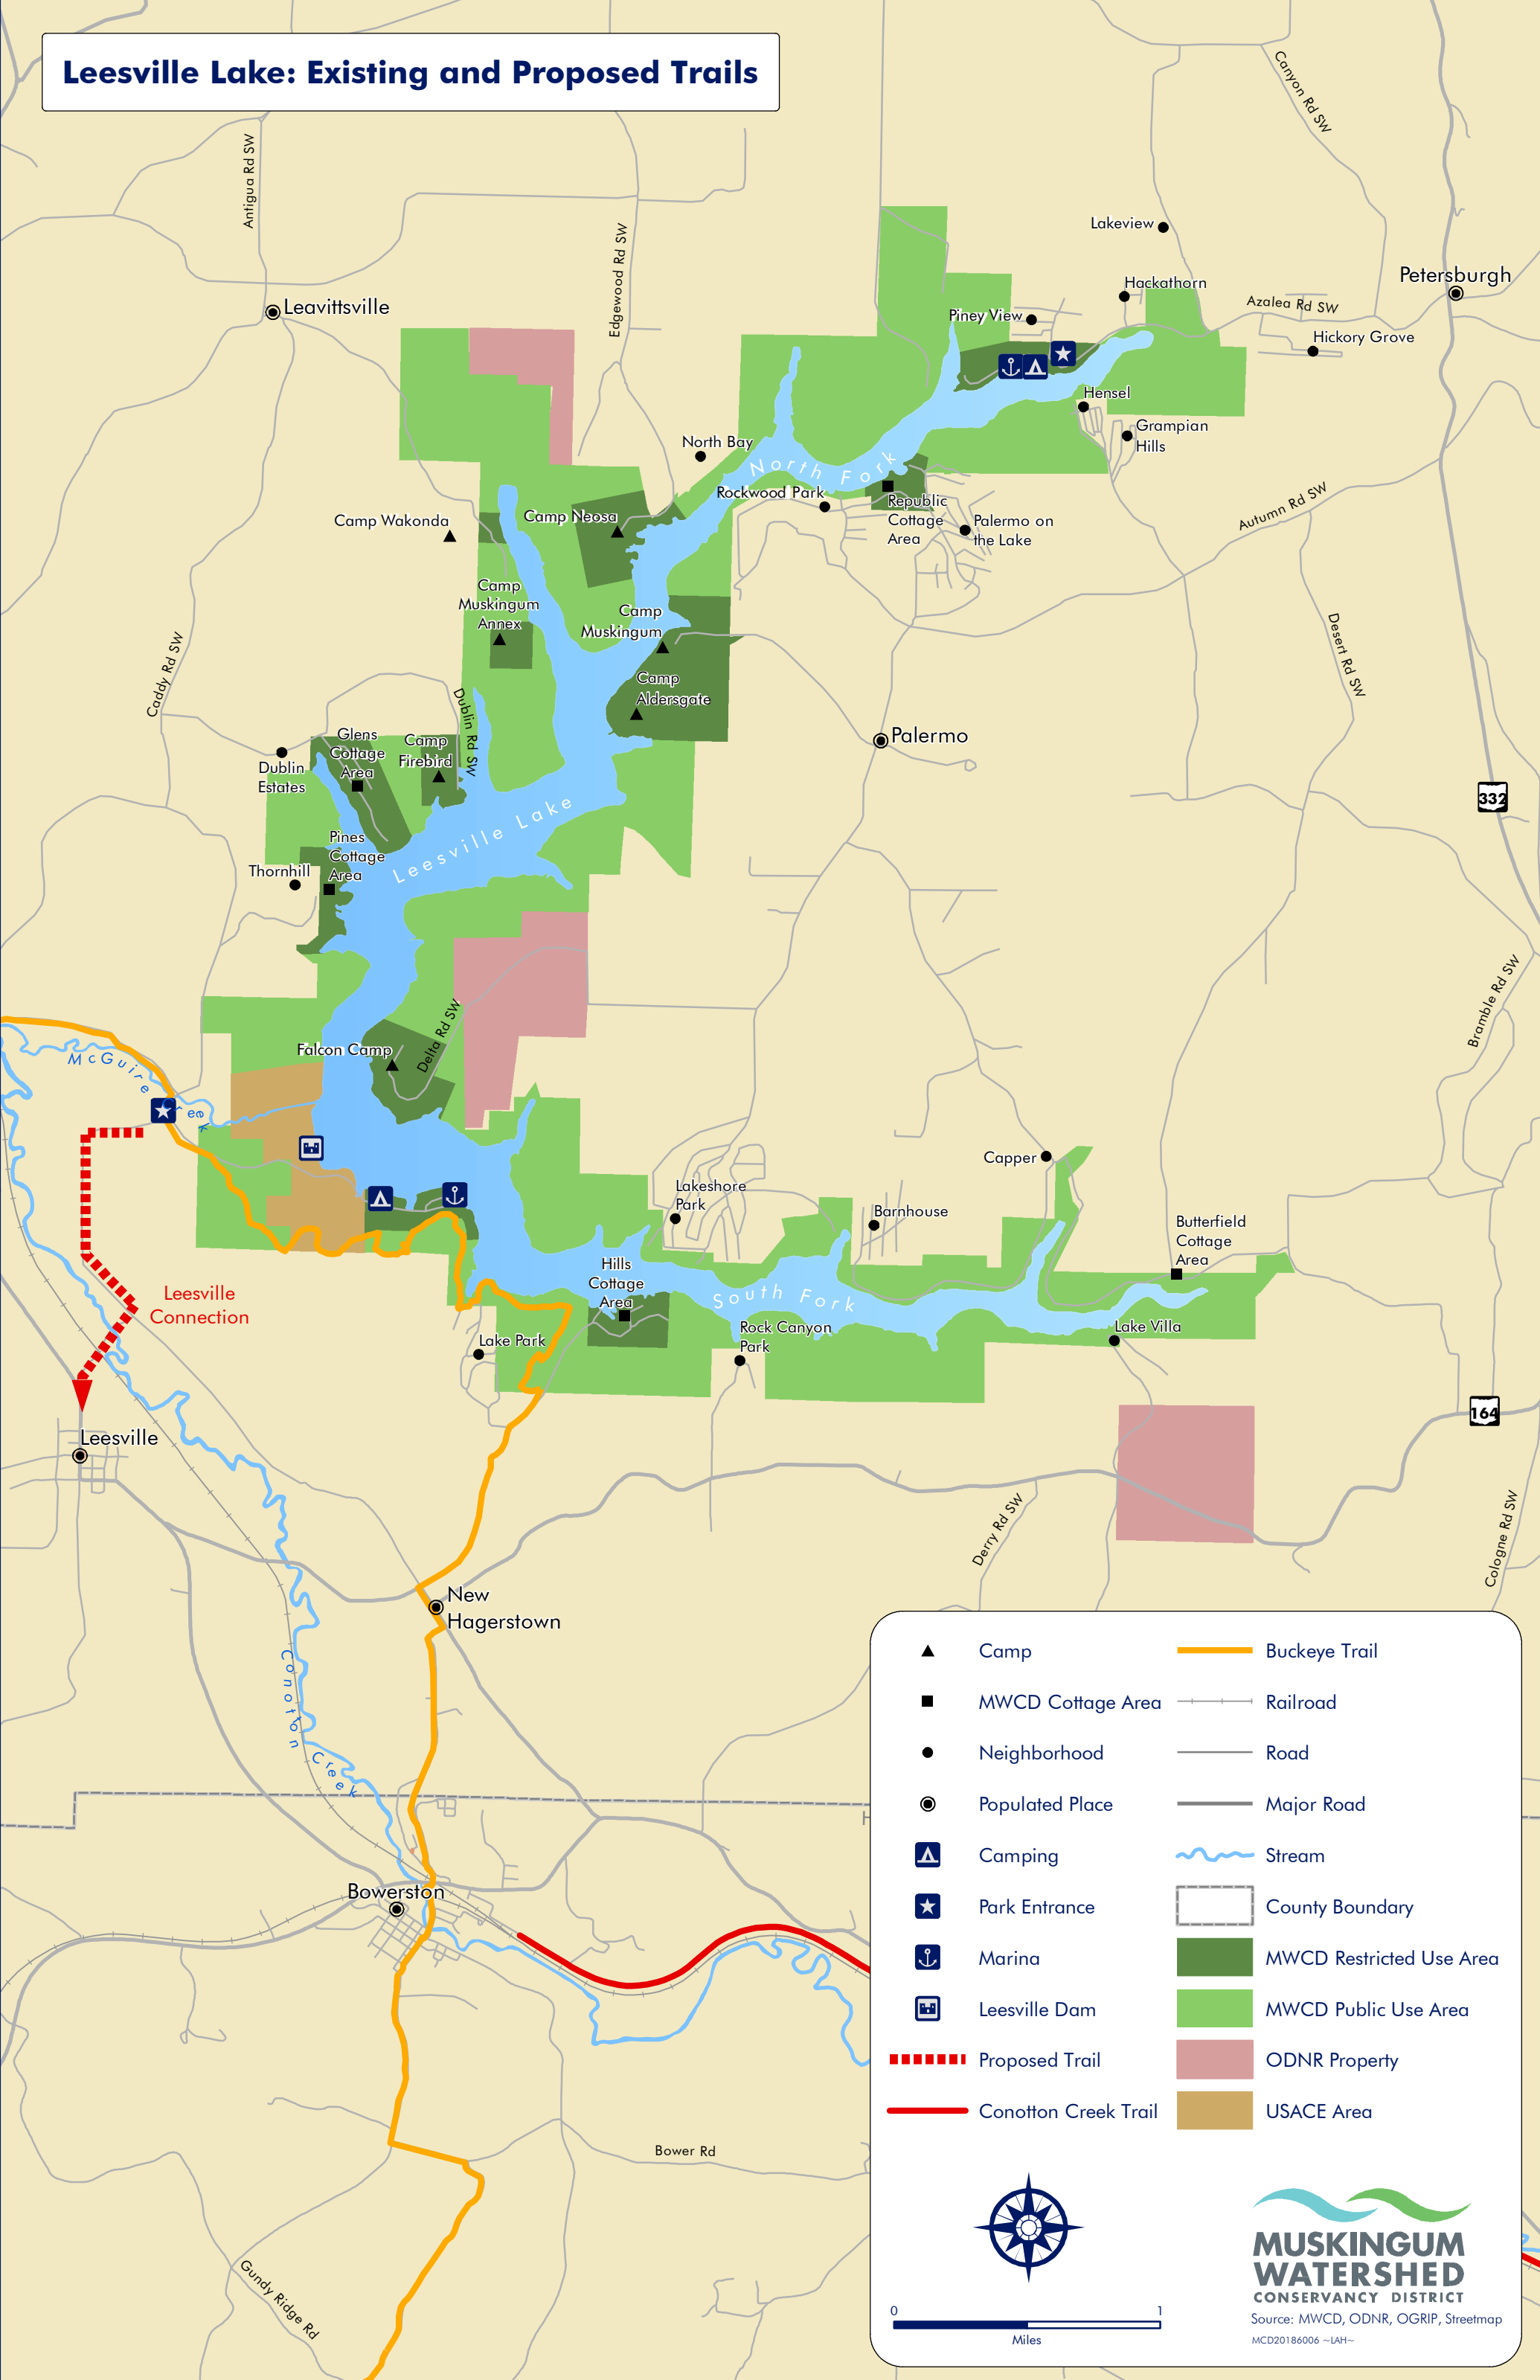 Leesville Lake: Existing and Proposed Trails
Canyon Rd SW
Antigua Rd SW
Edgewood Rd SW
Lakeview
Petersburgh
Hackathorn
Azalea Rd SW
Leavittsville
Piney View
Hickory Grove
Hensel
Grampian
Hills
North Bay
North Fork
Rockwood Park
Republic
Cottage
Area
Palermo on
the Lake
Autumn Rd SW
Camp Wakonda
Camp Neosa
Camp
Muskingum
Annex
Camp
Muskingum
Camp
Aldersgate
Caddy Rd SW
Desert Rd SW
Dublin Rd SW
Glens
Cottage
Area
Camp
Firebird
Dublin
Estates
Palermo
332
Leesville Lake
Pines
Cottage
Area
Thornhill
Bramble Rd SW
Delta Rd SW
Falcon Camp
McGuire Creek
Capper
Lakeshore
Park
Barnhouse
Butterfield
Cottage
Area
Hills
Cottage
Area
South Fork
Leesville
Connection
Lake Park
Rock Canyon
Park
Lake Villa
164
Leesville
Derry Rd SW
Cologne Rd SW
New
Hagerstown
Conotton Creek
H
Bowerston
Bower Rd
Gundy Ridge Rd
Camp
Buckeye Trail
MWCD Cottage Area
Railroad
Neighborhood
Road
Populated Place
Major Road
Camping
Stream
Park Entrance
County Boundary
Marina
MWCD Restricted Use Area
Leesville Dam
MWCD Public Use Area
Proposed Trail
ODNR Property
Conotton Creek Trail
USACE Area
0 1
Miles
MUSKINGUM
WATERSHED
CONSERVANCY DISTRICT
Source: MWCD, ODNR, OGRIP, Streetmap
MCD20186006 ~LAH~